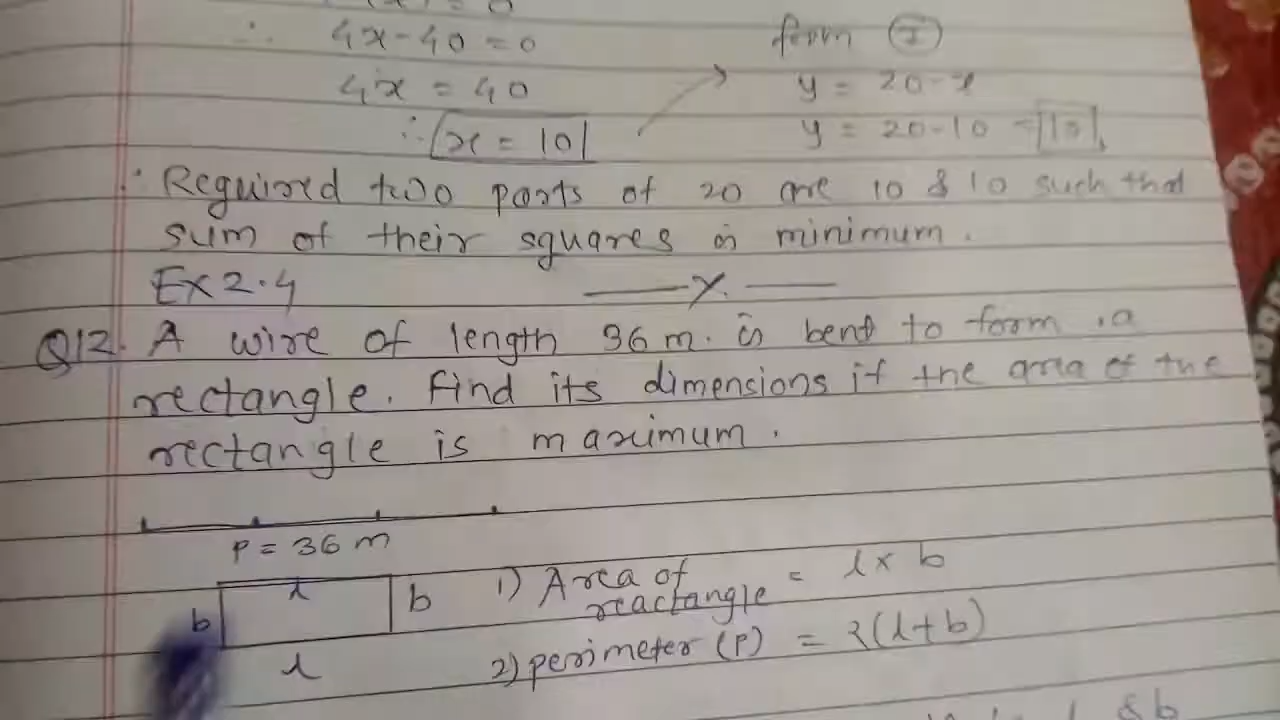 ∴ 4x - 40 = 0
4x = 40
∴ x = 10
from (I)
y = 20 - x
y = 20 - 10 = 10
∴ Required two parts of 20 are 10 & 10 such that
sum of their squares is minimum.
Ex 2.4 —— x. ——
Q12. A wire of length 36 m. is bent to form a
rectangle. Find its dimensions if the area of the
rectangle is maximum.
P = 36 m
l
b b
l
1) Area of reactangle = l × b
2) perimeter (P) = 2(l+b)
l & b